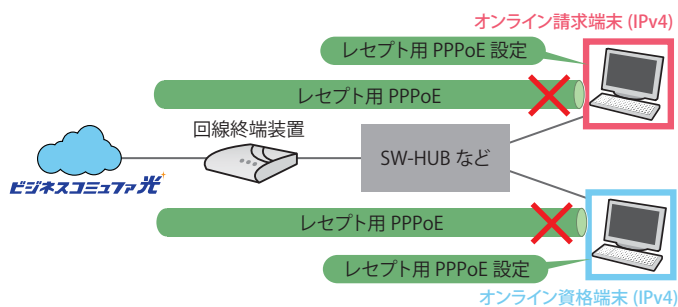 オンライン請求端末 (IPv4)
レセプト用 PPPoE 設定
レセプト用 PPPoE
回線終端装置
SW-HUB など
ビジネスコミュファ光
レセプト用 PPPoE
レセプト用 PPPoE 設定
オンライン資格端末 (IPv4)